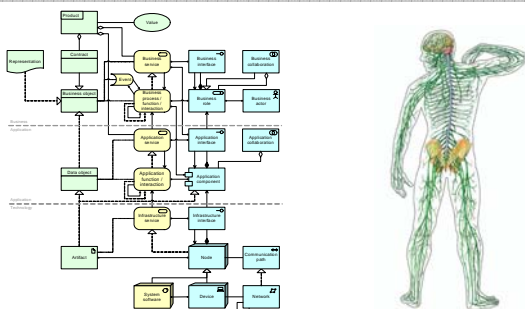 Product
Value
Contract
Representation
Business
service
Business
interface
Business
collaboration
Event
Business object
Business
process /
function /
interaction
Business
role
Business
actor
Business
Application
Application
service
Application
interface
Application
collaboration
Data object
Application
function /
interaction
Application
component
Application
Technology
Infrastructure
service
Infrastructure
interface
Artifact
Node
Communication
path
System
software
Device
Network